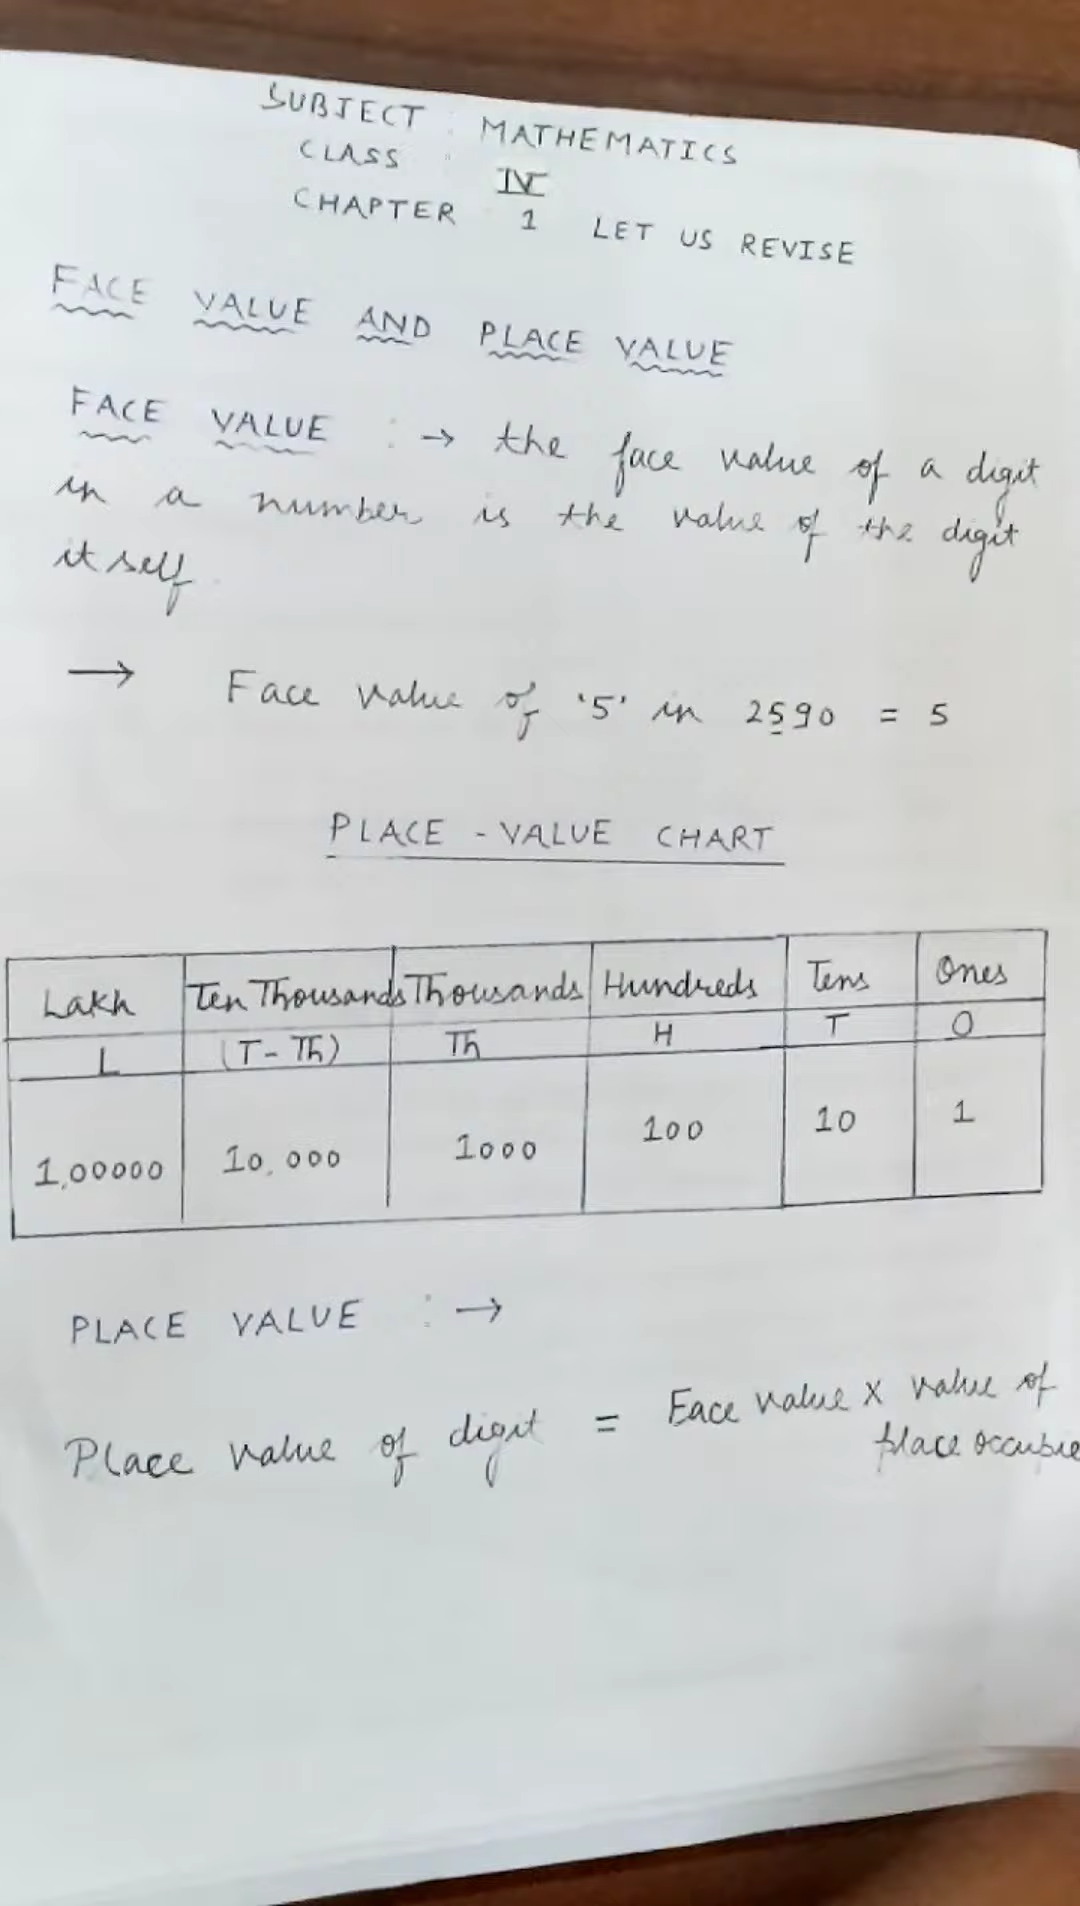 SUBJECT : MATHEMATICS
CLASS : IV
CHAPTER : 1 LET US REVISE
FACE VALUE AND PLACE VALUE
FACE VALUE : → the face value of a digit
in a number is the value of the digit
itself.
→ Face value of '5' in 2590 = 5
PLACE - VALUE CHART
Lakh Ten Thousands Thousands Hundreds Tens Ones
L (T-Th) Th H T O
1,00000 10,000 1000 100 10 1
PLACE VALUE : →
Place value of digit = Face value X value of
place occupie